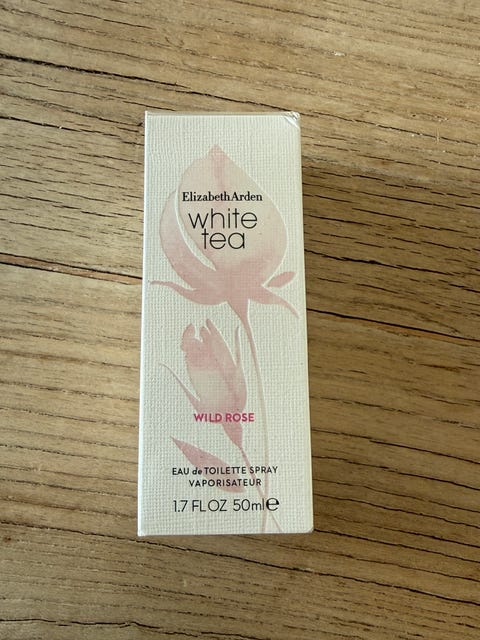 ElizabethArden
white
tea
WILD ROSE
EAU de TOILETTE SPRAY
VAPORISATEUR
1.7 FL OZ 50ml℮